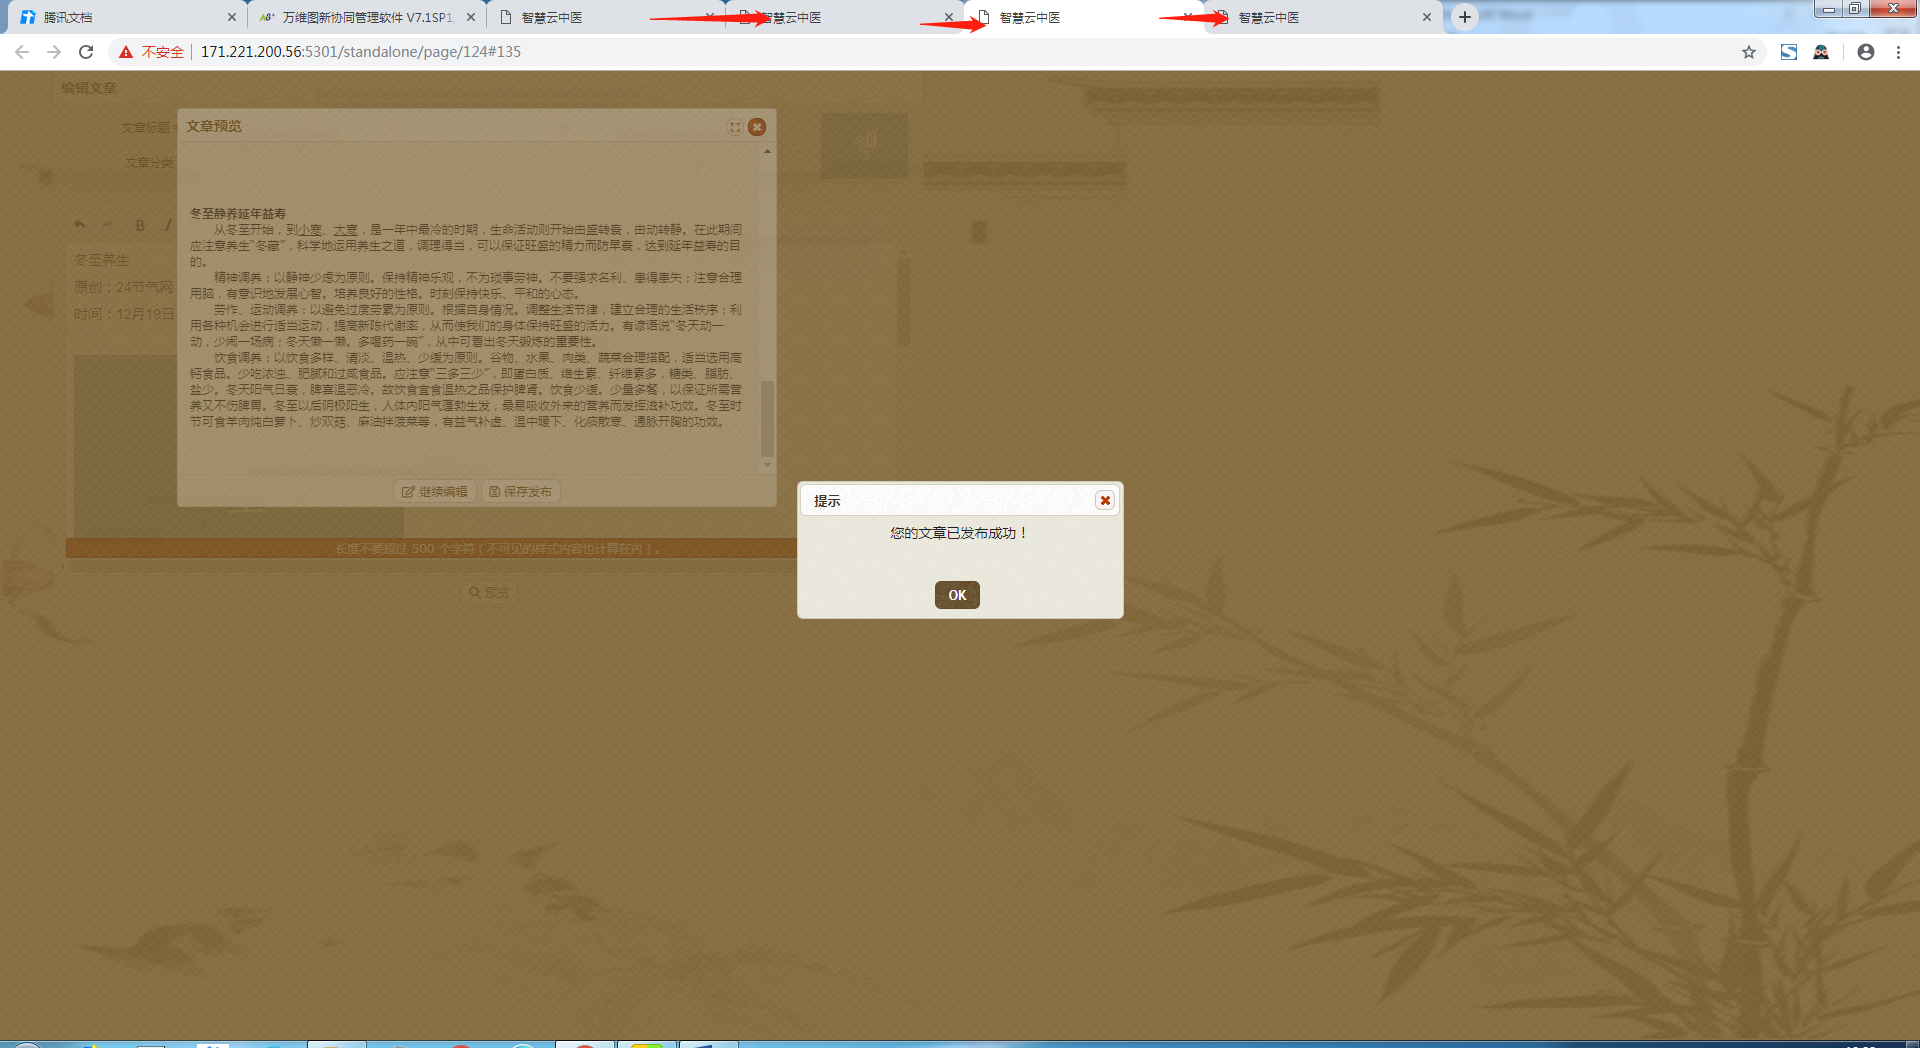 腾讯文档
万维图新协同管理软件 V7.1SP1
智慧云中医
智慧云中医
智慧云中医
智慧云中医
不安全
171.221.200.56:5301/standalone/page/124#135
编辑文章
文章标题
文章分类
文章预览
B I
冬至养生
原创：24节气网
时间：12月19日
冬至静养延年益寿
从冬至开始，到小寒、大寒，是一年中最冷的时期，生命活动则开始由盛转衰，由动转静。在此期间
应注意养生“冬藏”，科学地运用养生之道，调理得当，可以保证旺盛的精力而防早衰，达到延年益寿的目
的。
精神调养：以静神少虑为原则。保持精神乐观，不为琐事劳神。不要强求名利、患得患失；注意合理
用脑，有意识地发展心智。培养良好的性格。时刻保持快乐、平和的心态。
劳作、运动调养：以避免过度劳累为原则。根据自身情况。调整生活节律，建立合理的生活秩序；利
用各种机会进行适当运动，提高新陈代谢率，从而使我们的身体保持旺盛的活力。有谚语说“冬天动一
动，少闹一场病；冬天懒一懒。多喝药一碗”，从中可看出冬天锻炼的重要性。
饮食调养：以饮食多样、清淡、温热、少缓为原则。谷物、水果、肉类、蔬菜合理搭配，适当选用高
钙食品。少吃浓浊、肥腻和过咸食品。应注意“三多三少”，即蛋白质、维生素、纤维素多，糖类、脂肪、
盐少。冬天阳气日衰，脾喜温恶冷。故饮食宜食温热之品保护脾肾。饮食少缓。少量多餐，以保证所需营
养又不伤脾胃。冬至以后阴极阳生，人体内阳气蓬勃生发，最易吸收外来的营养而发挥滋补功效。冬至时
节可食羊肉炖白萝卜、炒双菇、麻油拌菠菜等，有益气补虚、温中暖下、化痰散寒、通脉开胸的功效。
继续编辑 保存发布
长度不要超过 500 个字符（不可见的样式内容也计算在内）。
预览
提示
您的文章已发布成功！
OK